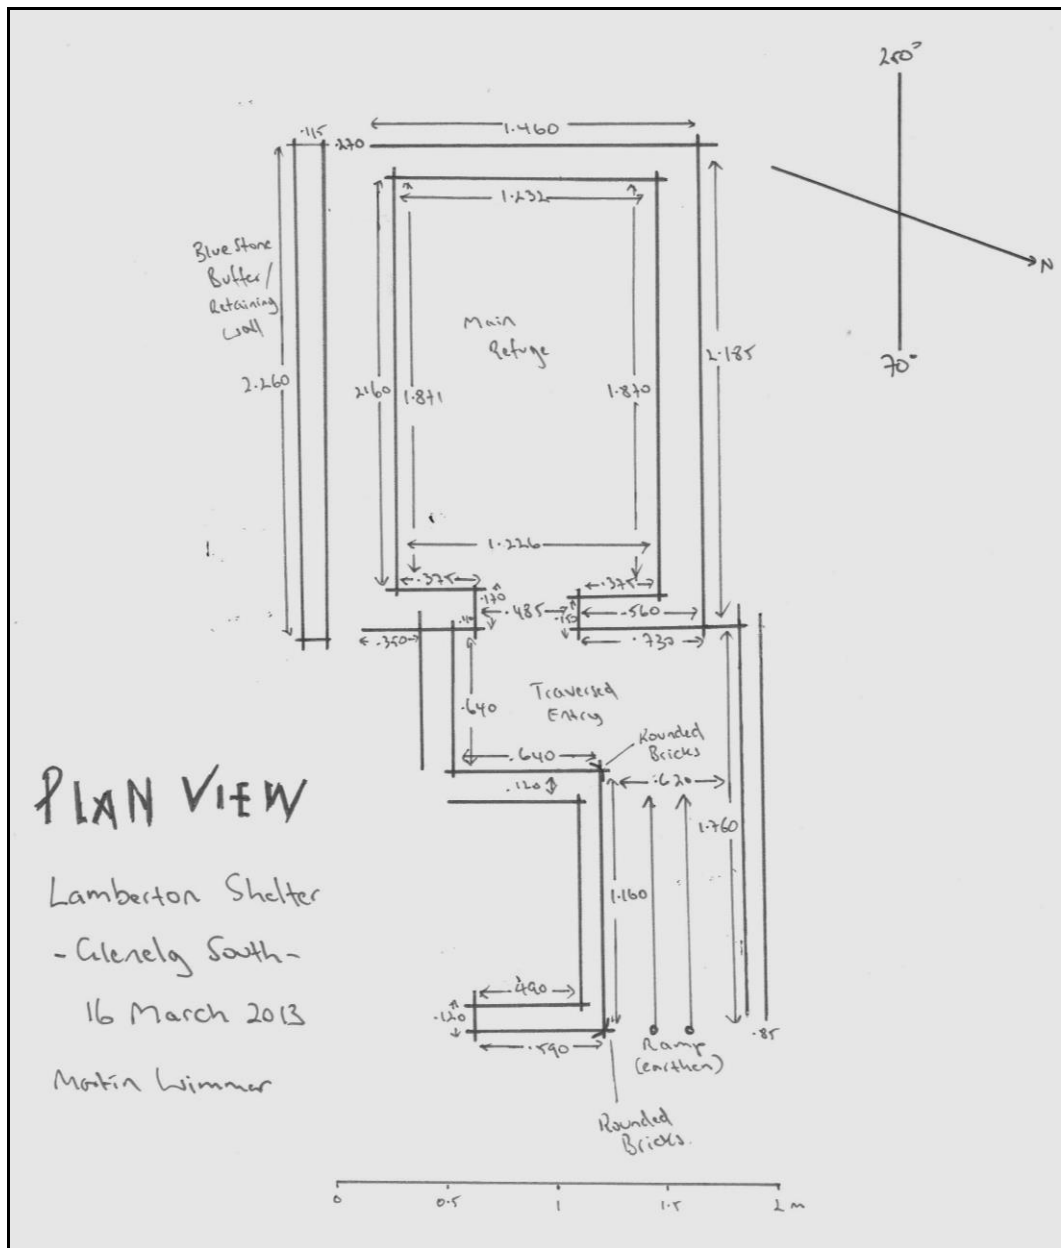 250°
.115
.270
1.460
1.232
N
Blue Stone
Buffer/
Retaining
Wall
Main
Refuge
2.185
70°
2.260
2160
1.871
1.870
1.226
.375
.375
.170
.485
.150
.560
.110
.350
.730
Traversed
Entry
.640
Rounded
Bricks
.640
.120
.620
PLAN VIEW
1.760
Lamberton Shelter
1.160
- Glenelg South -
.490
16 March 2013
.120
.590
Ramp
(earthen)
.85
Martin Wimmer
Rounded
Bricks.
0 0.5 1 1.5 2 m